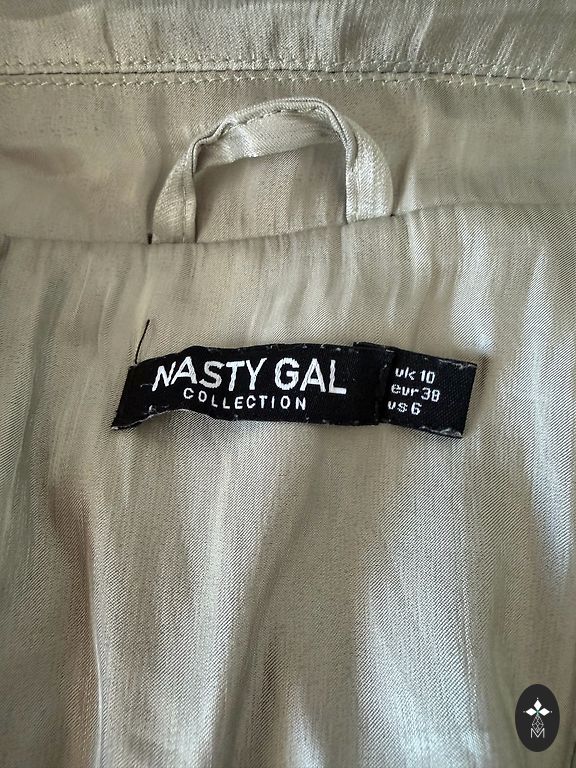 NASTY GAL
COLLECTION
uk 10
eur 38
us 6
M